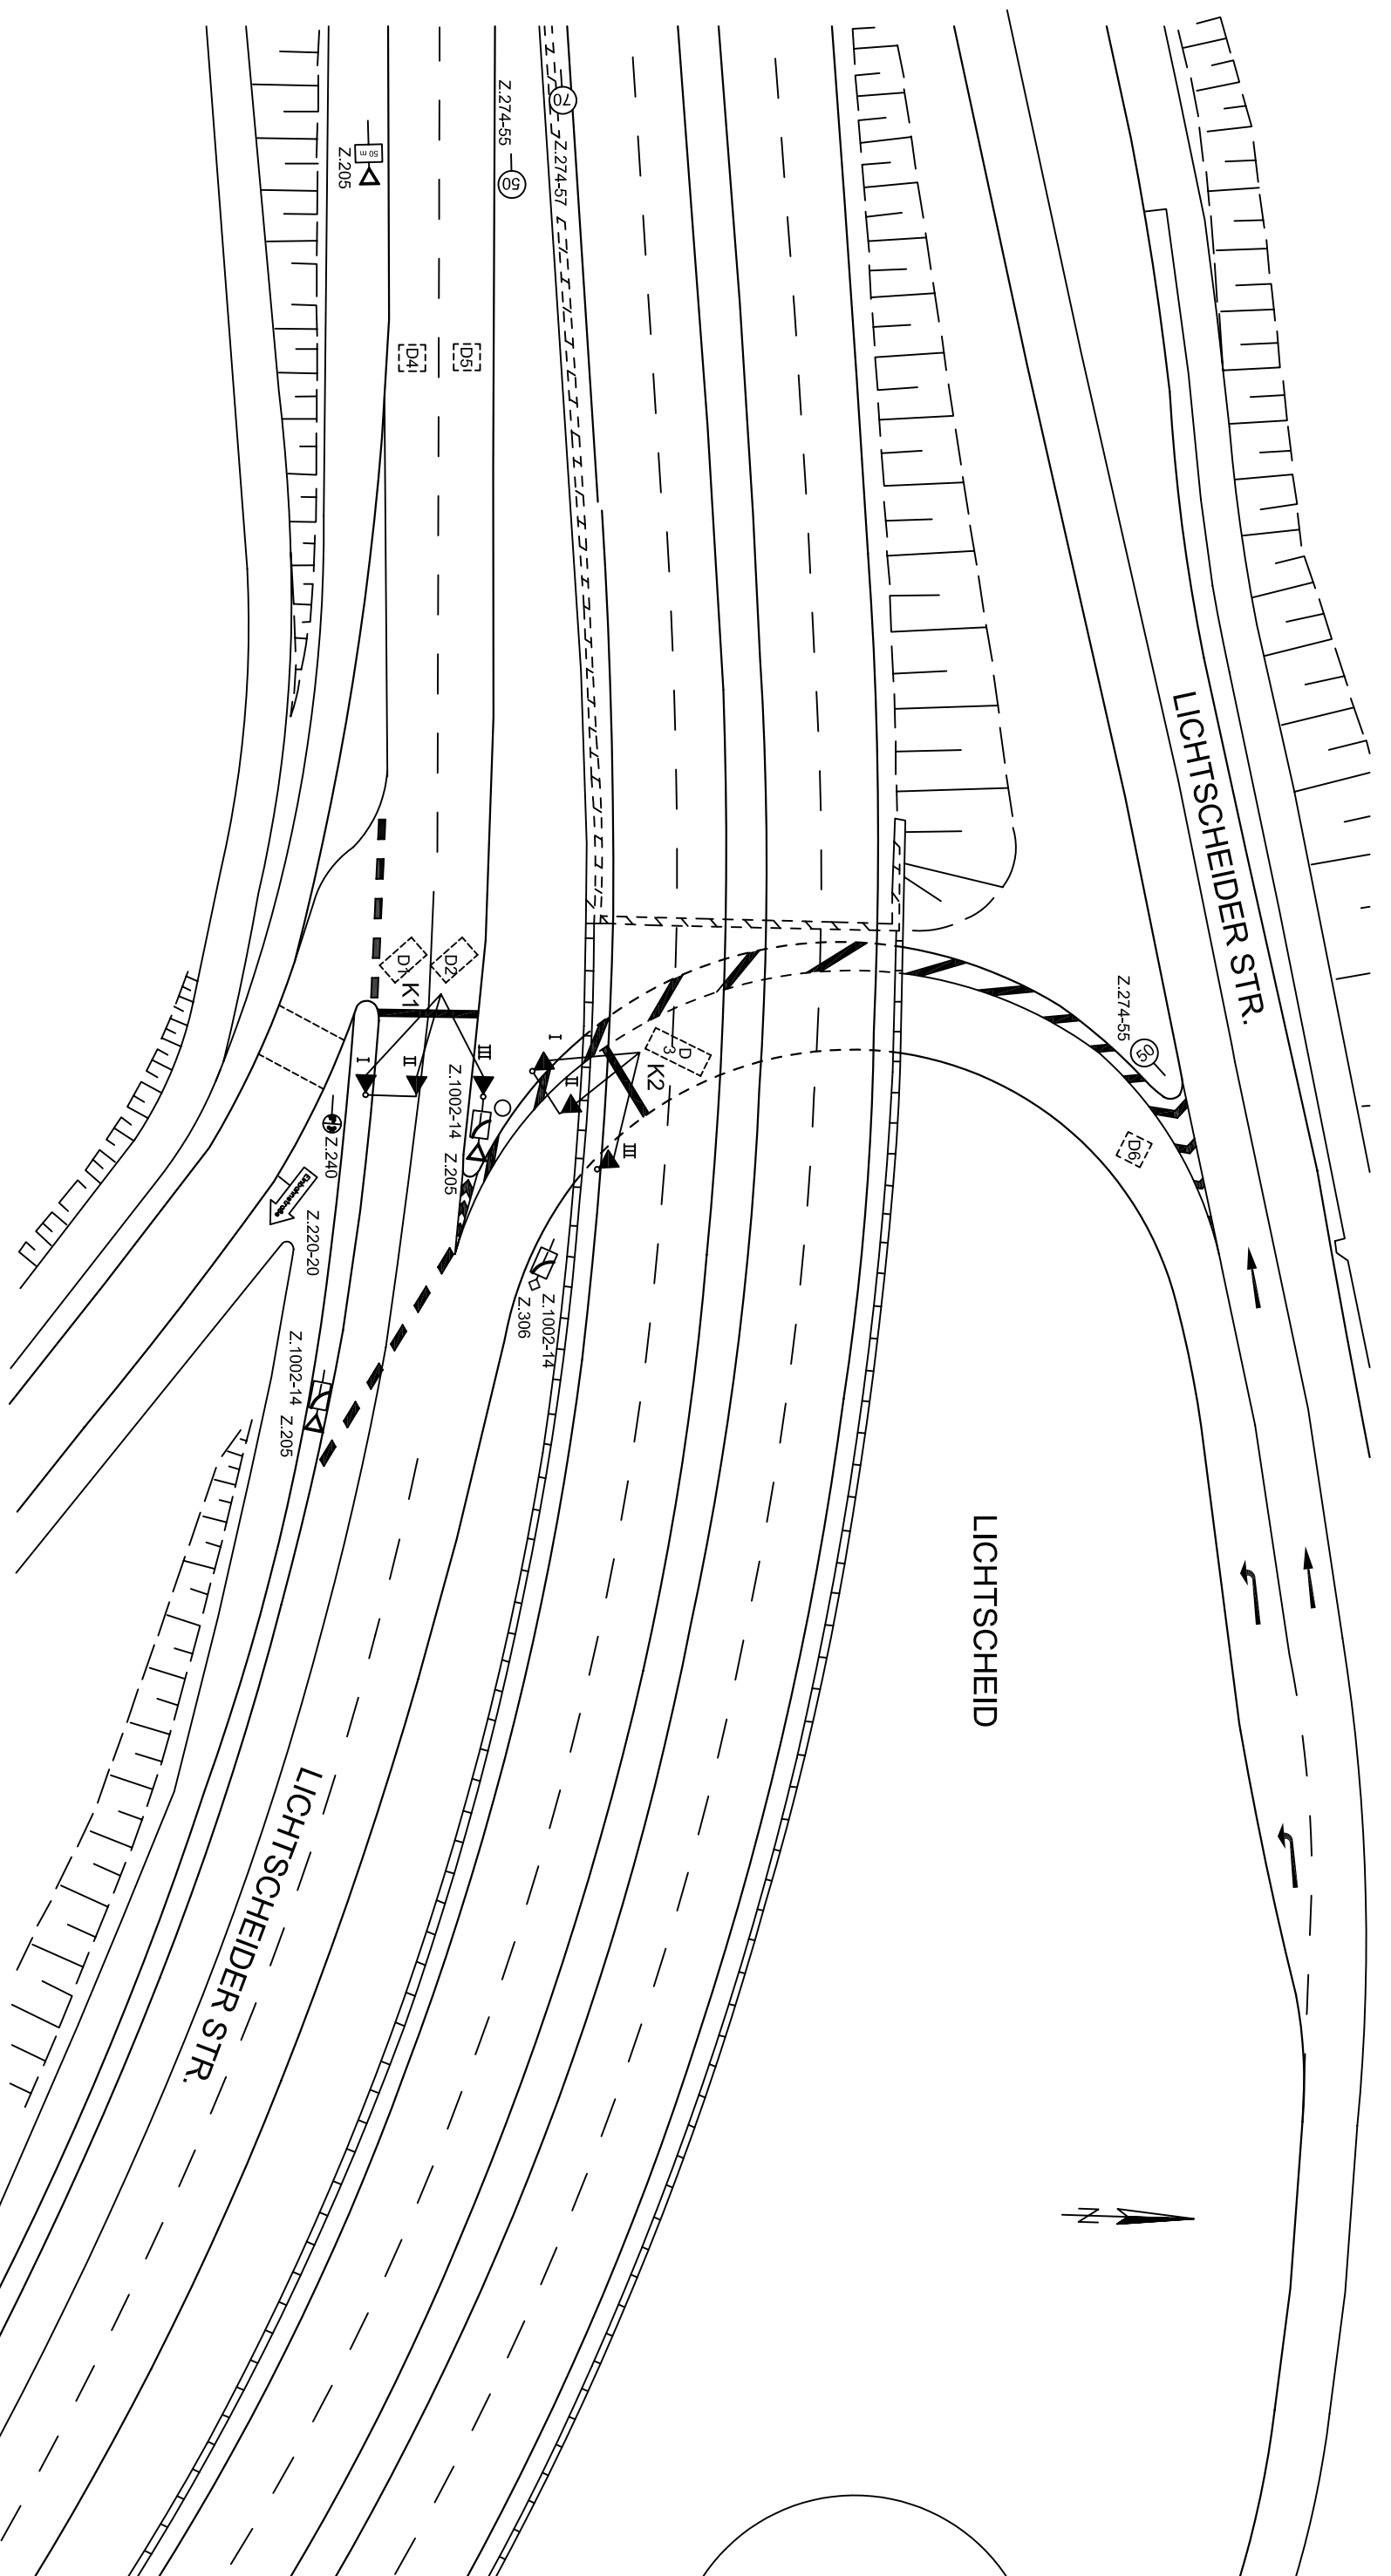 Z.274-55
50
70
Z.274-57
50 m
Z.205
D5
D4
LICHTSCHEIDER STR.
D1
D2
K1
I
II
III
Z.1002-14
Z.205
I
II
III
K2
D
3
Z.274-55
50
D6
Z.240
Einbahnstraße
Z.220-20
Z.1002-14
Z.306
Z.1002-14
Z.205
LICHTSCHEID
LICHTSCHEIDER STR.
N